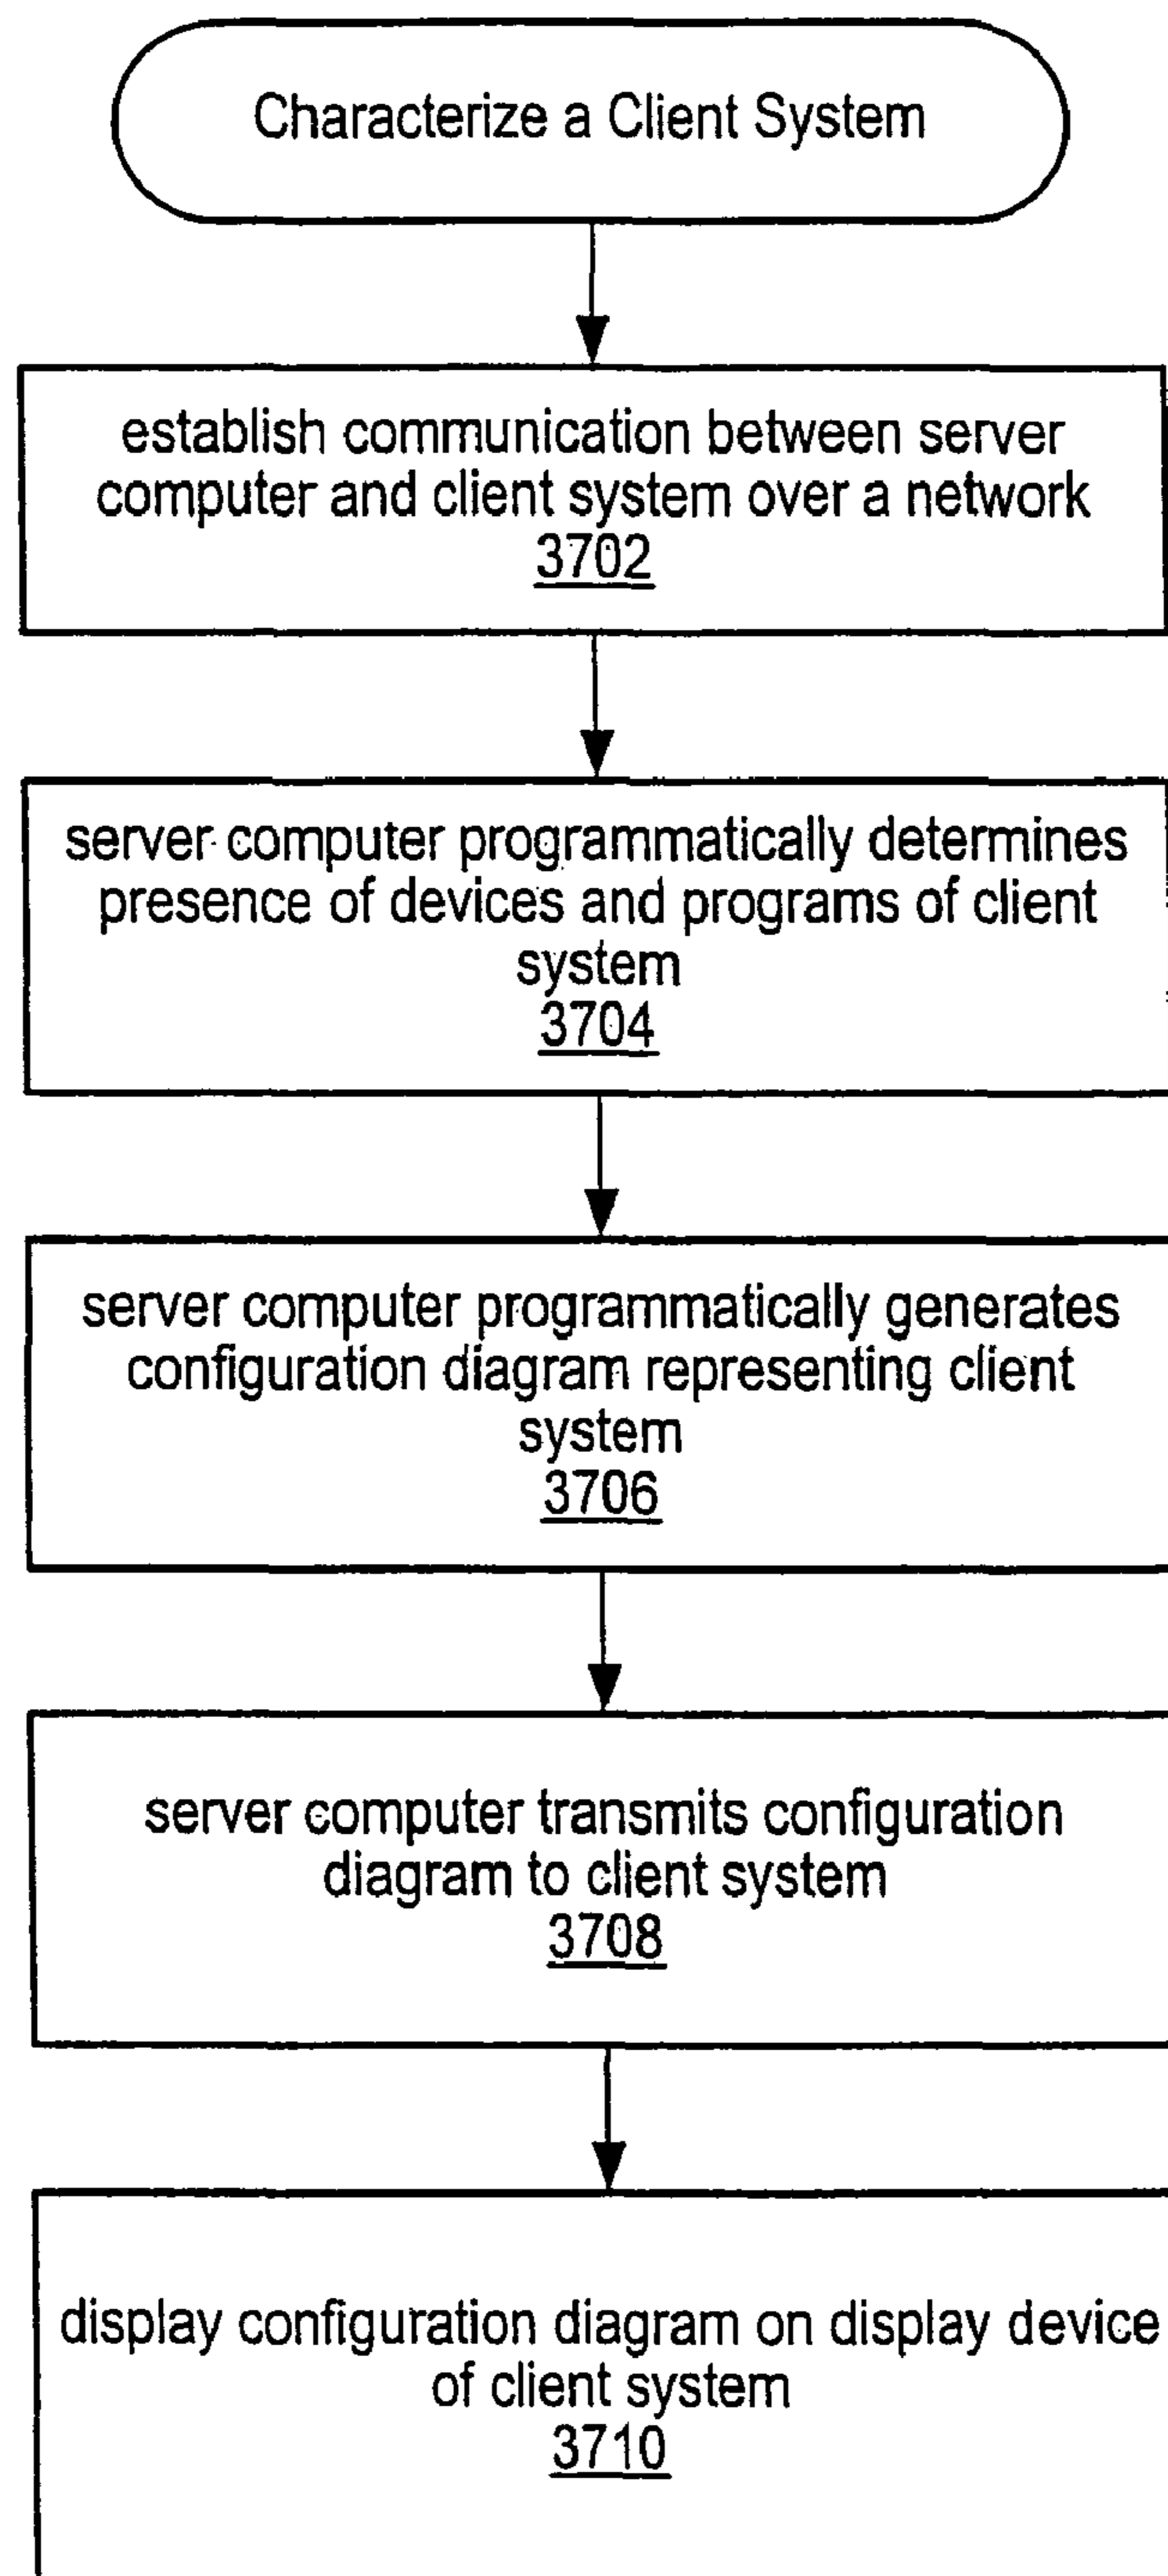 Characterize a Client System
establish communication between server
computer and client system over a network
3702
server computer programmatically determines
presence of devices and programs of client
system
3704
server computer programmatically generates
configuration diagram representing client
system
3706
server computer transmits configuration
diagram to client system
3708
display configuration diagram on display device
of client system
3710